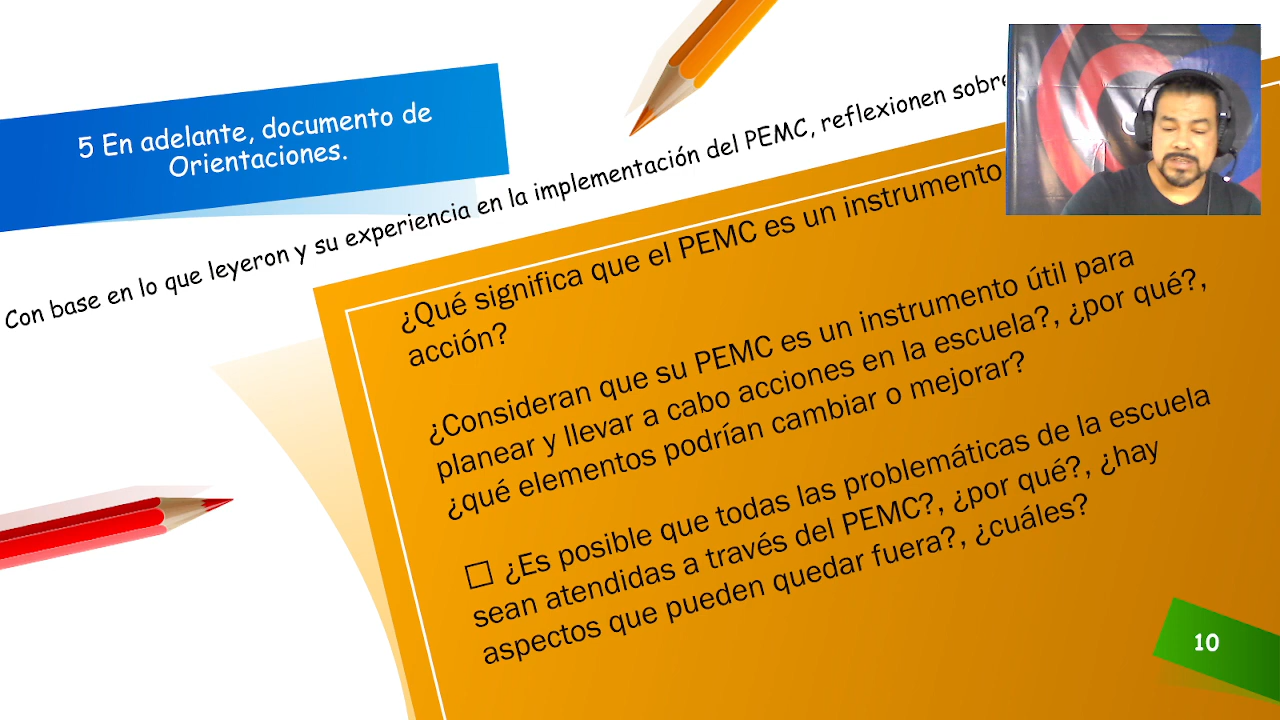 5 En adelante, documento de
Orientaciones.
Con base en lo que leyeron y su experiencia en la implementación del PEMC, reflexionen sobre
¿Qué significa que el PEMC es un instrumento
acción?
¿Consideran que su PEMC es un instrumento útil para
planear y llevar a cabo acciones en la escuela?, ¿por qué?,
¿qué elementos podrían cambiar o mejorar?
☐ ¿Es posible que todas las problemáticas de la escuela
sean atendidas a través del PEMC?, ¿por qué?, ¿hay
aspectos que pueden quedar fuera?, ¿cuáles?
10